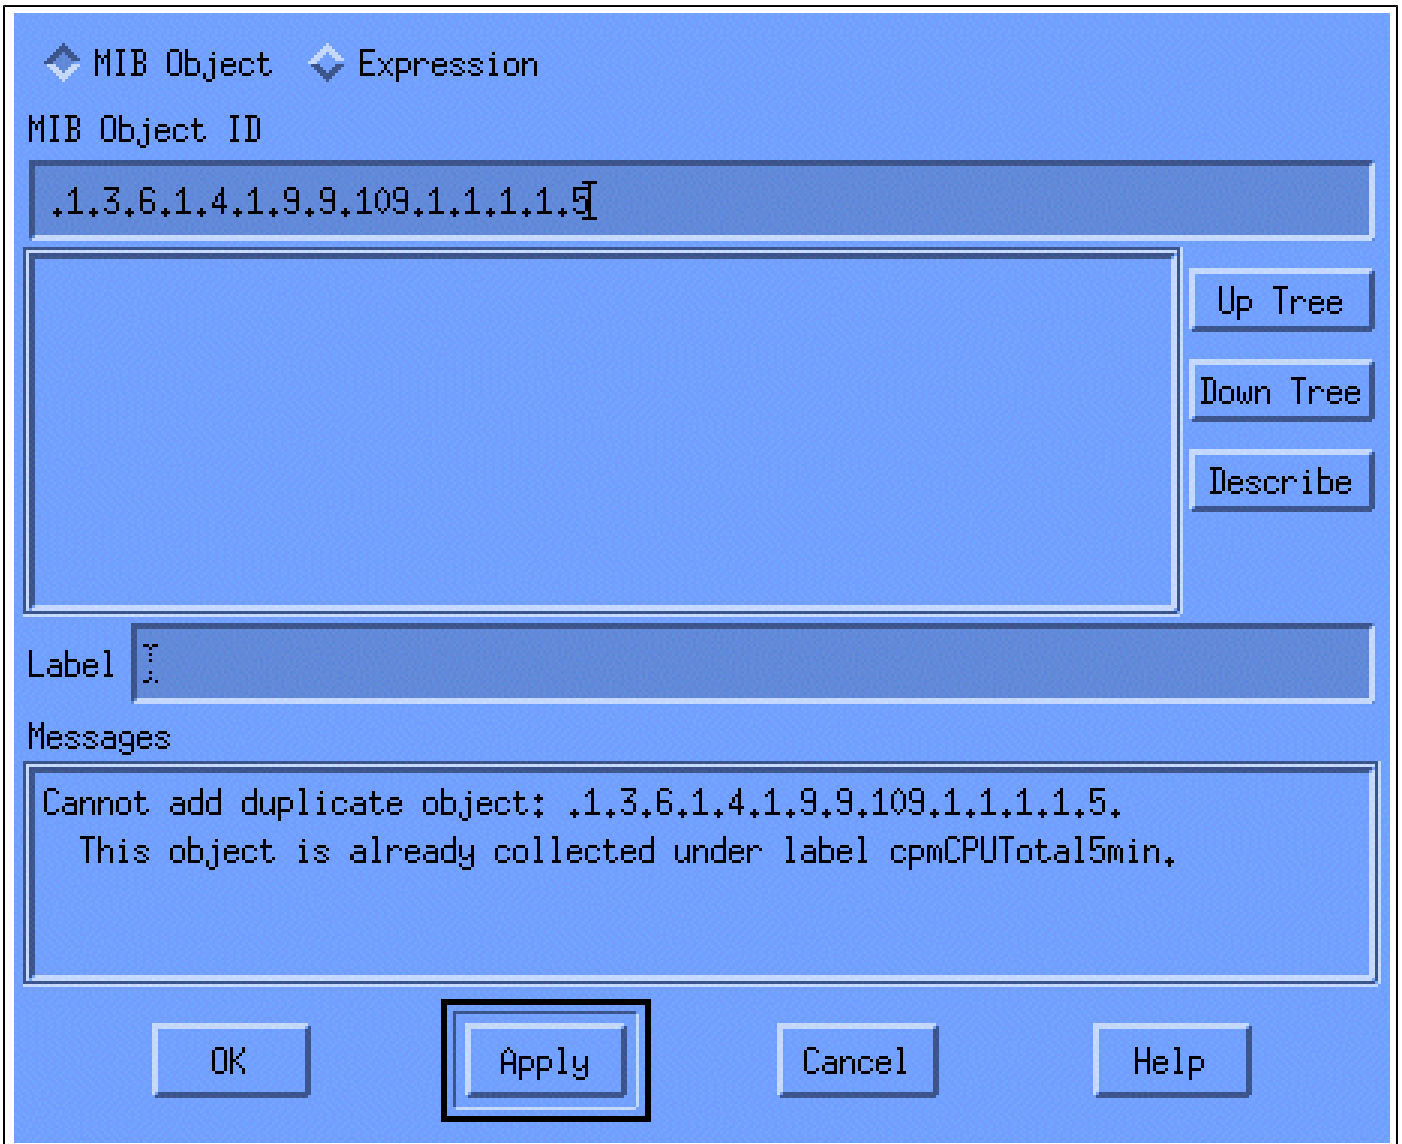 MIB Object Expression
MIB Object ID
.1.3.6.1.4.1.9.9.109.1.1.1.1.5
Up Tree
Down Tree
Describe
Label
Messages
Cannot add duplicate object: .1.3.6.1.4.1.9.9.109.1.1.1.1.5.
This object is already collected under label cpmCPUTotal5min.
OK Apply Cancel Help